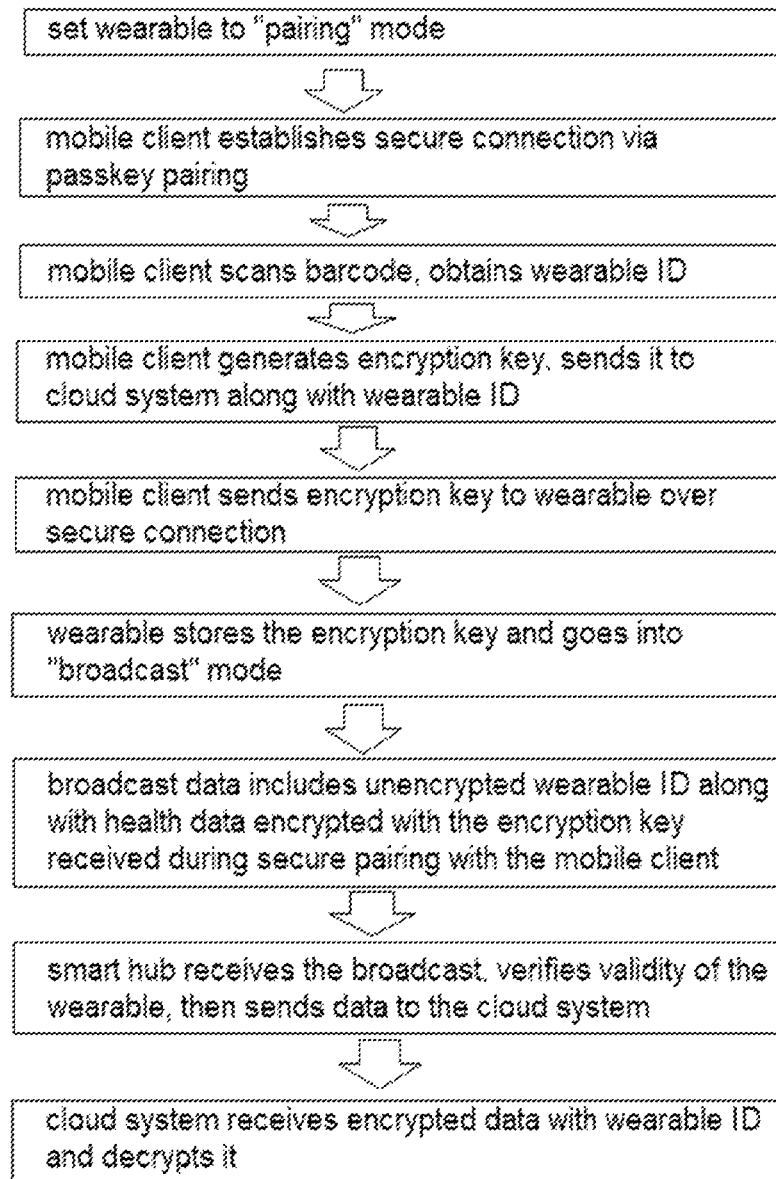 set wearable to "pairing" mode
mobile client establishes secure connection via
passkey pairing
mobile client scans barcode, obtains wearable ID
mobile client generates encryption key, sends it to
cloud system along with wearable ID
mobile client sends encryption key to wearable over
secure connection
wearable stores the encryption key and goes into
"broadcast" mode
broadcast data includes unencrypted wearable ID along
with health data encrypted with the encryption key
received during secure pairing with the mobile client
smart hub receives the broadcast, verifies validity of the
wearable, then sends data to the cloud system
cloud system receives encrypted data with wearable ID
and decrypts it